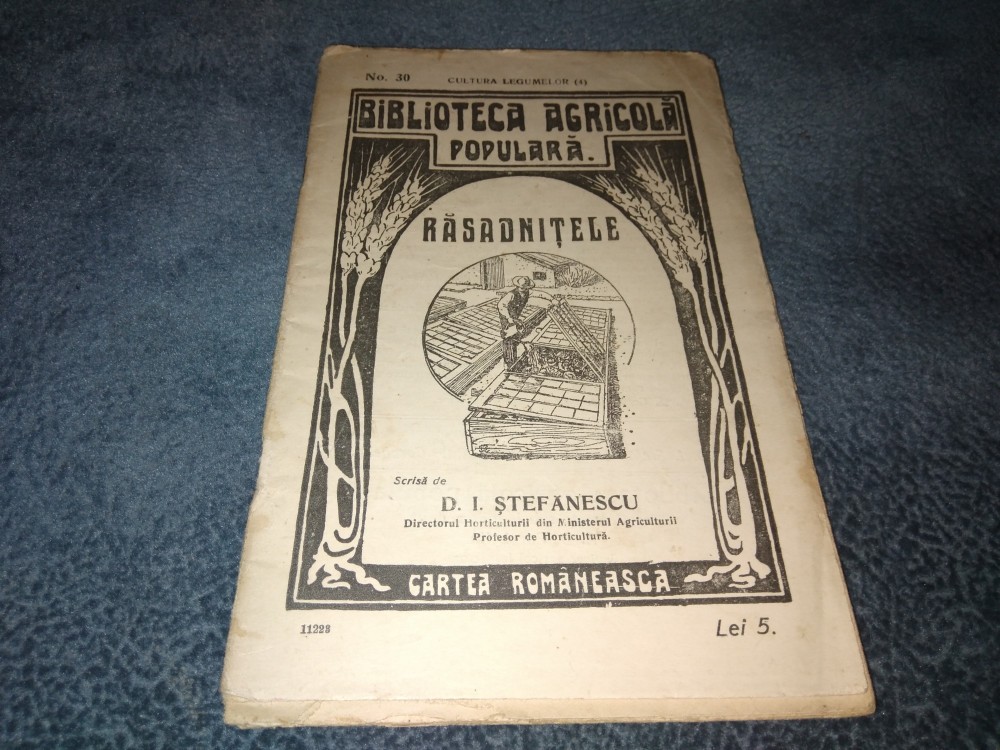 No. 30 CULTURA LEGUMELOR (4)
BIBLIOTECA AGRICOLĂ
POPULARĂ.
RĂSADNIȚELE
Scrisă de
D. I. ȘTEFĂNESCU
Directorul Horticulturii din Ministerul Agriculturii
Profesor de Horticultură.
CARTEA ROMÂNEASCĂ
11228 Lei 5.